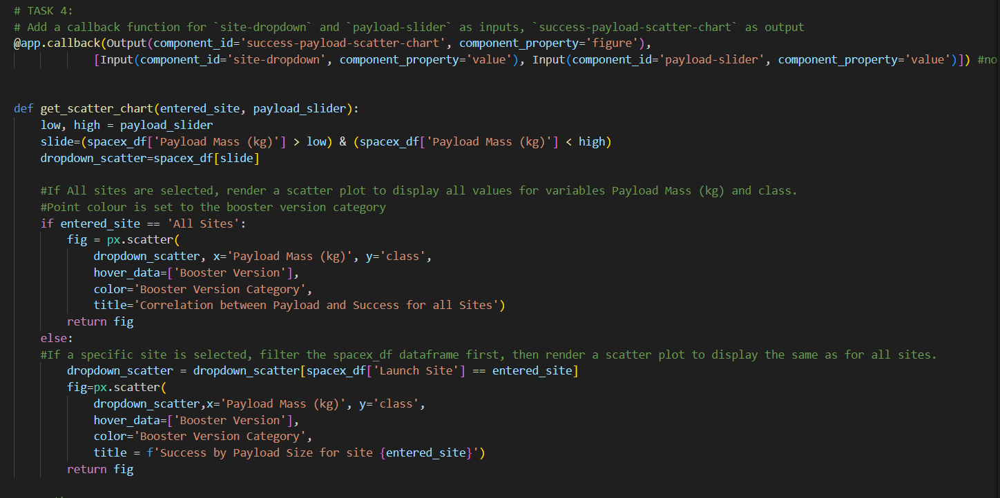 # TASK 4:
# Add a callback function for `site-dropdown` and `payload-slider` as inputs, `success-payload-scatter-chart` as output
@app.callback(Output(component_id='success-payload-scatter-chart', component_property='figure'),
            [Input(component_id='site-dropdown', component_property='value'), Input(component_id='payload-slider', component_property='value')]) #no
def get_scatter_chart(entered_site, payload_slider):
    low, high = payload_slider
    slide=(spacex_df['Payload Mass (kg)'] > low) & (spacex_df['Payload Mass (kg)'] < high)
    dropdown_scatter=spacex_df[slide]
    #If All sites are selected, render a scatter plot to display all values for variables Payload Mass (kg) and class.
    #Point colour is set to the booster version category
    if entered_site == 'All Sites':
        fig = px.scatter(
            dropdown_scatter, x='Payload Mass (kg)', y='class',
            hover_data=['Booster Version'],
            color='Booster Version Category',
            title='Correlation between Payload and Success for all Sites')
        return fig
    else:
    #If a specific site is selected, filter the spacex_df dataframe first, then render a scatter plot to display the same as for all sites.
        dropdown_scatter = dropdown_scatter[spacex_df['Launch Site'] == entered_site]
        fig=px.scatter(
            dropdown_scatter,x='Payload Mass (kg)', y='class',
            hover_data=['Booster Version'],
            color='Booster Version Category',
            title = f'Success by Payload Size for site {entered_site}')
        return fig